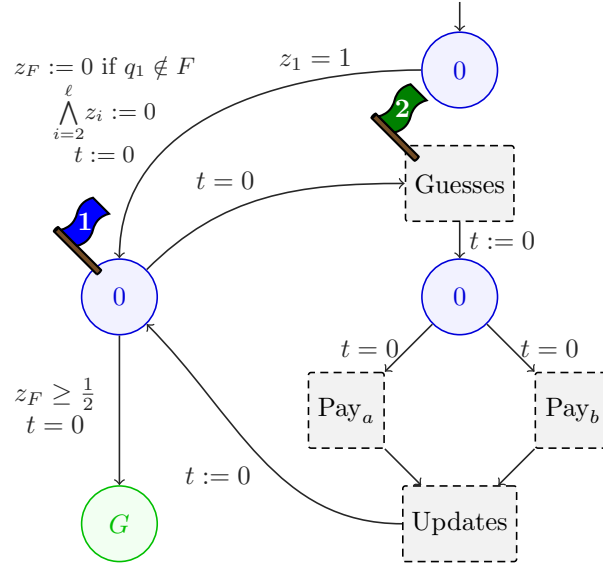 0
z_1 = 1
z_F := 0 if q_1 ∉ F
⋀_{i=2}^{ℓ} z_i := 0
t := 0
2
Guesses
t = 0
1
t := 0
0
0
t = 0
t = 0
z_F ≥ 1/2
t = 0
Pay_a
Pay_b
t := 0
G
Updates